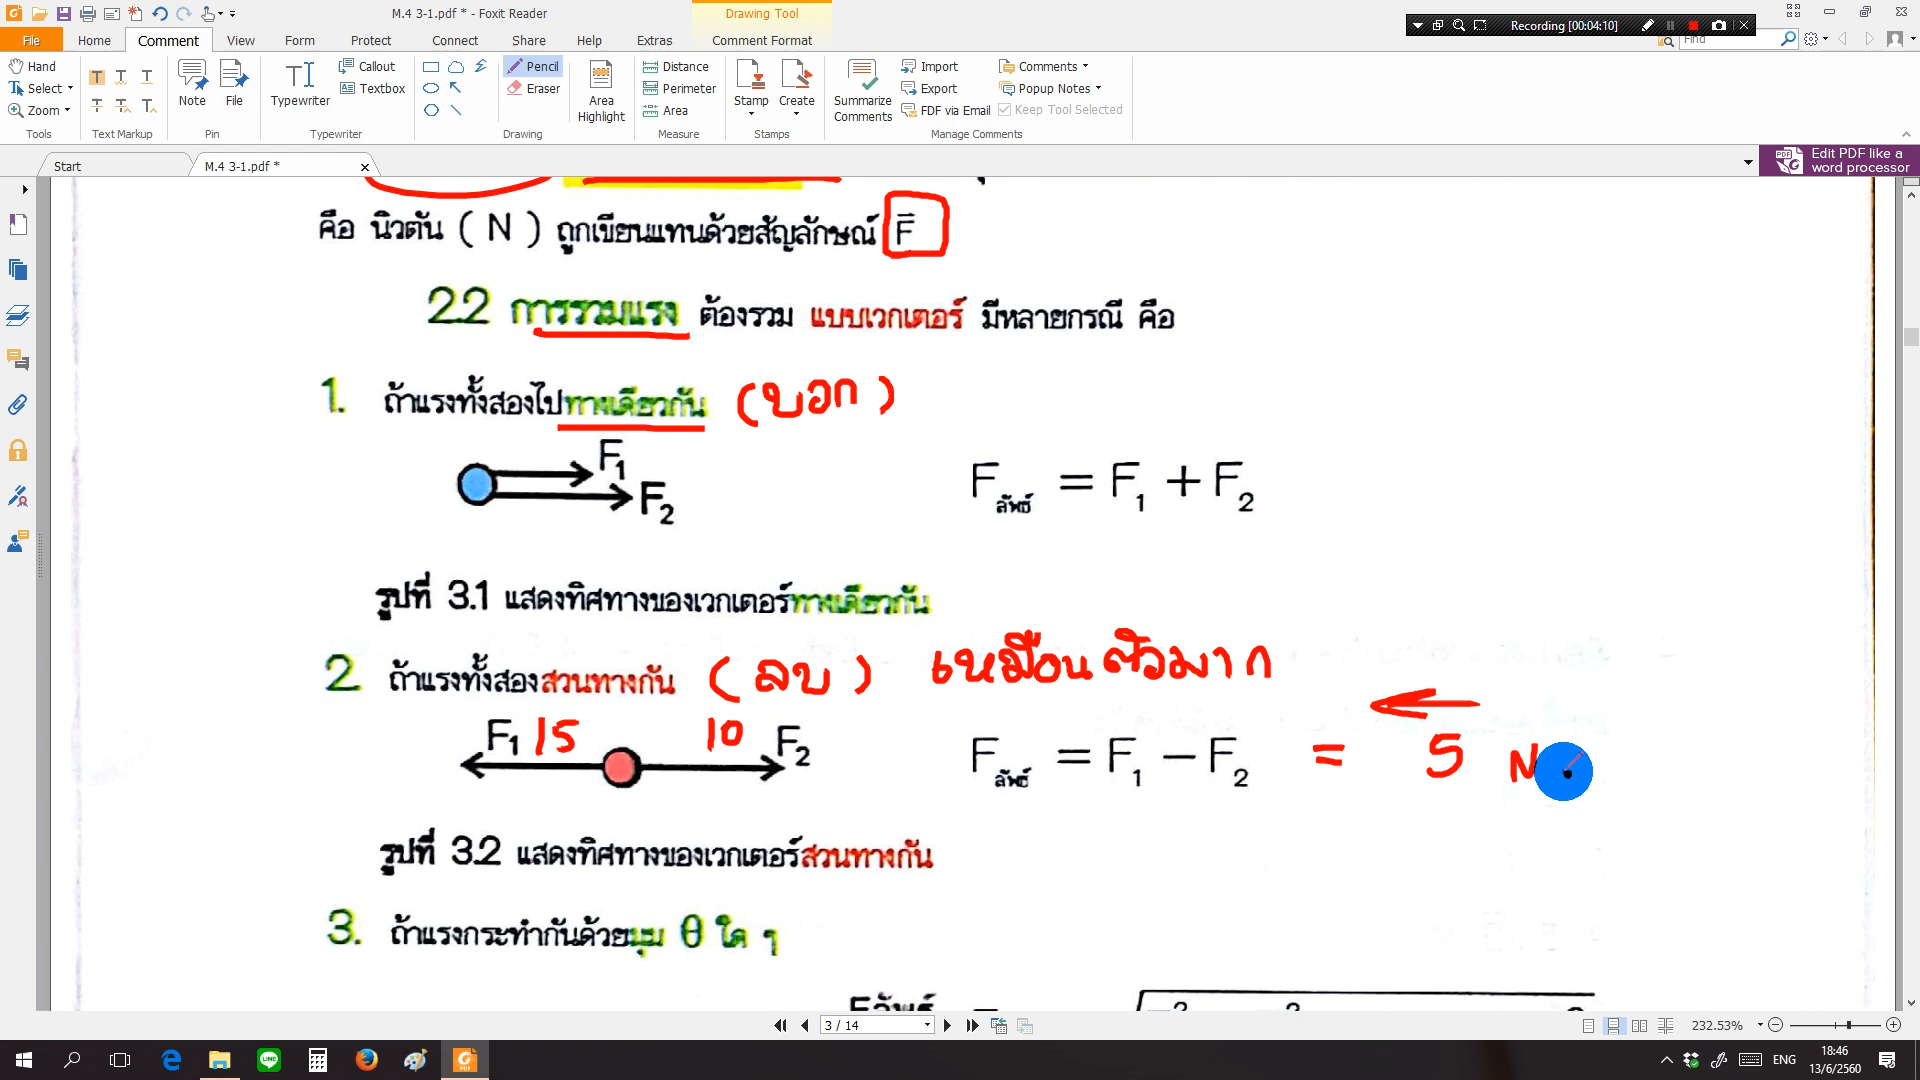 M.4 3-1.pdf * - Foxit Reader
Drawing Tool
Recording [00:04:10]
File Home Comment View Form Protect Connect Share Help Extras Comment Format
Find
Hand
Select
Zoom
Tools
Text Markup
Note
File
Pin
Typewriter
Callout
Textbox
Typewriter
Pencil
Eraser
Area Highlight
Drawing
Distance
Perimeter
Area
Measure
Stamp
Create
Stamps
Summarize Comments
Import
Export
FDF via Email
Comments
Popup Notes
Keep Tool Selected
Manage Comments
Start
M.4 3-1.pdf *
Edit PDF like a word processor
คือ นิวตัน ( N ) ถูกเขียนแทนด้วยสัญลักษณ์ F̄
2.2 การรวมแรง ต้องรวม แบบเวกเตอร์ มีหลายกรณี คือ
1. ถ้าแรงทั้งสองไปทางเดียวกัน (บอก)
F₁
F₂
Fลัพธ์ = F₁ + F₂
รูปที่ 3.1 แสดงทิศทางของเวกเตอร์ทางเดียวกัน
2 ถ้าแรงทั้งสองสวนทางกัน (ลบ) เหมือนตัวมาก
F₁ 15 10 F₂
Fลัพธ์ = F₁ − F₂ = 5 N
รูปที่ 3.2 แสดงทิศทางของเวกเตอร์สวนทางกัน
3. ถ้าแรงกระทำกันด้วยมุม θ ใด ๆ
3 / 14
232.53%
ENG
18:46
13/6/2560